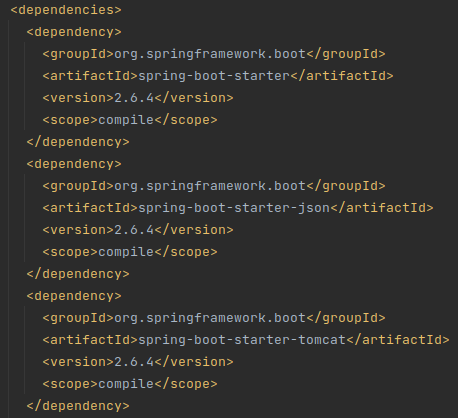 <dependencies>
<dependency>
<groupId>org.springframework.boot</groupId>
<artifactId>spring-boot-starter</artifactId>
<version>2.6.4</version>
<scope>compile</scope>
</dependency>
<dependency>
<groupId>org.springframework.boot</groupId>
<artifactId>spring-boot-starter-json</artifactId>
<version>2.6.4</version>
<scope>compile</scope>
</dependency>
<dependency>
<groupId>org.springframework.boot</groupId>
<artifactId>spring-boot-starter-tomcat</artifactId>
<version>2.6.4</version>
<scope>compile</scope>
</dependency>